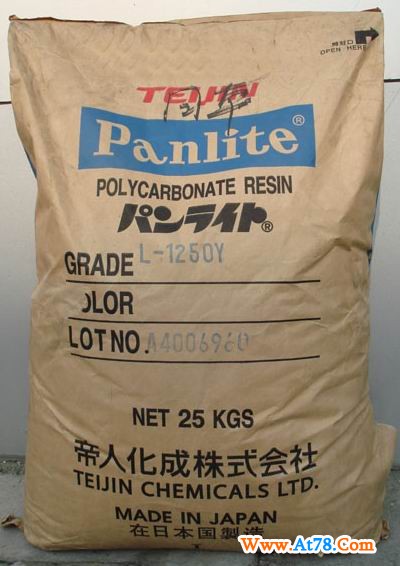 OPEN HERE
TEIJIN
Panlite®
POLYCARBONATE RESIN
パンライト®
GRADE L-1250Y
OLOR
LOT NO. A4006960
NET 25 KGS
帝人化成株式会社
TEIJIN CHEMICALS LTD.
MADE IN JAPAN
在日本国製造
Www.At78.Com